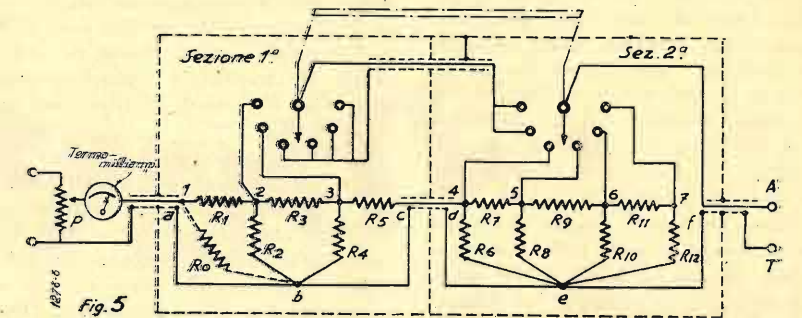 Sezione 1ª
Sez. 2ª
Termo-
milliamp.
P
a
1
R1
2
R3
3
R5
c
4
d
R7
5
R9
6
R11
7
f
A
T
R0
R2
R4
R6
R8
R10
R12
b
e
1276-6
Fig. 5